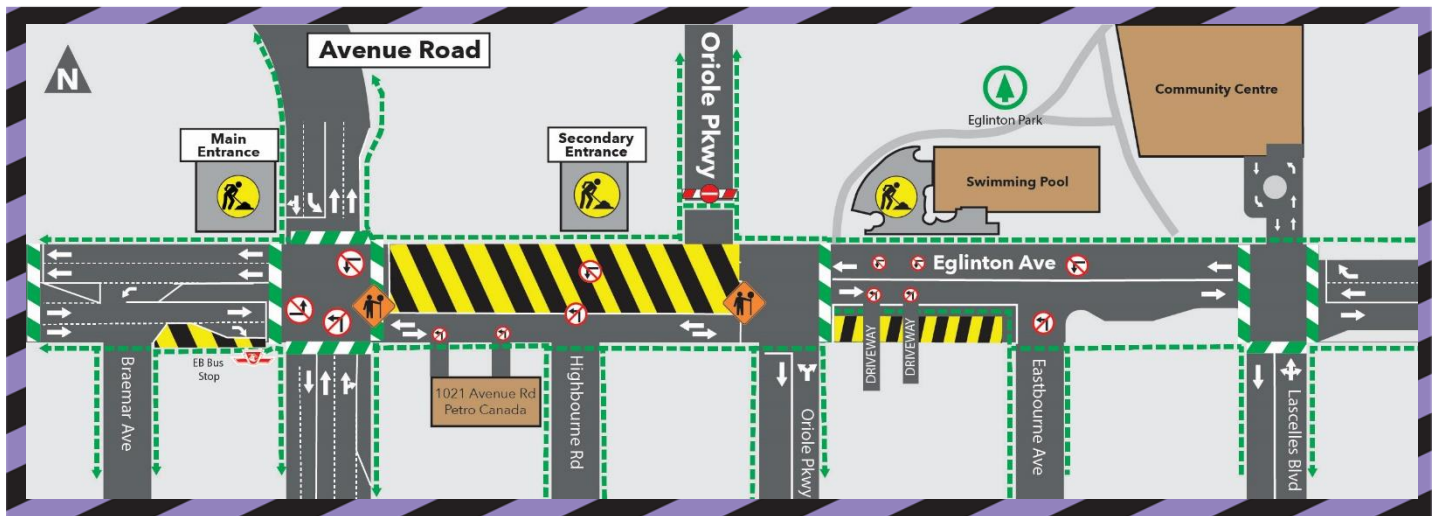 N
Avenue Road
Oriole Pkwy
Main
Entrance
Secondary
Entrance
Eglinton Park
Community Centre
Swimming Pool
Eglinton Ave
EB Bus
Stop
Braemar Ave
1021 Avenue Rd
Petro Canada
Highbourne Rd
Oriole Pkwy
DRIVEWAY
DRIVEWAY
Eastbourne Ave
Lascelles Blvd